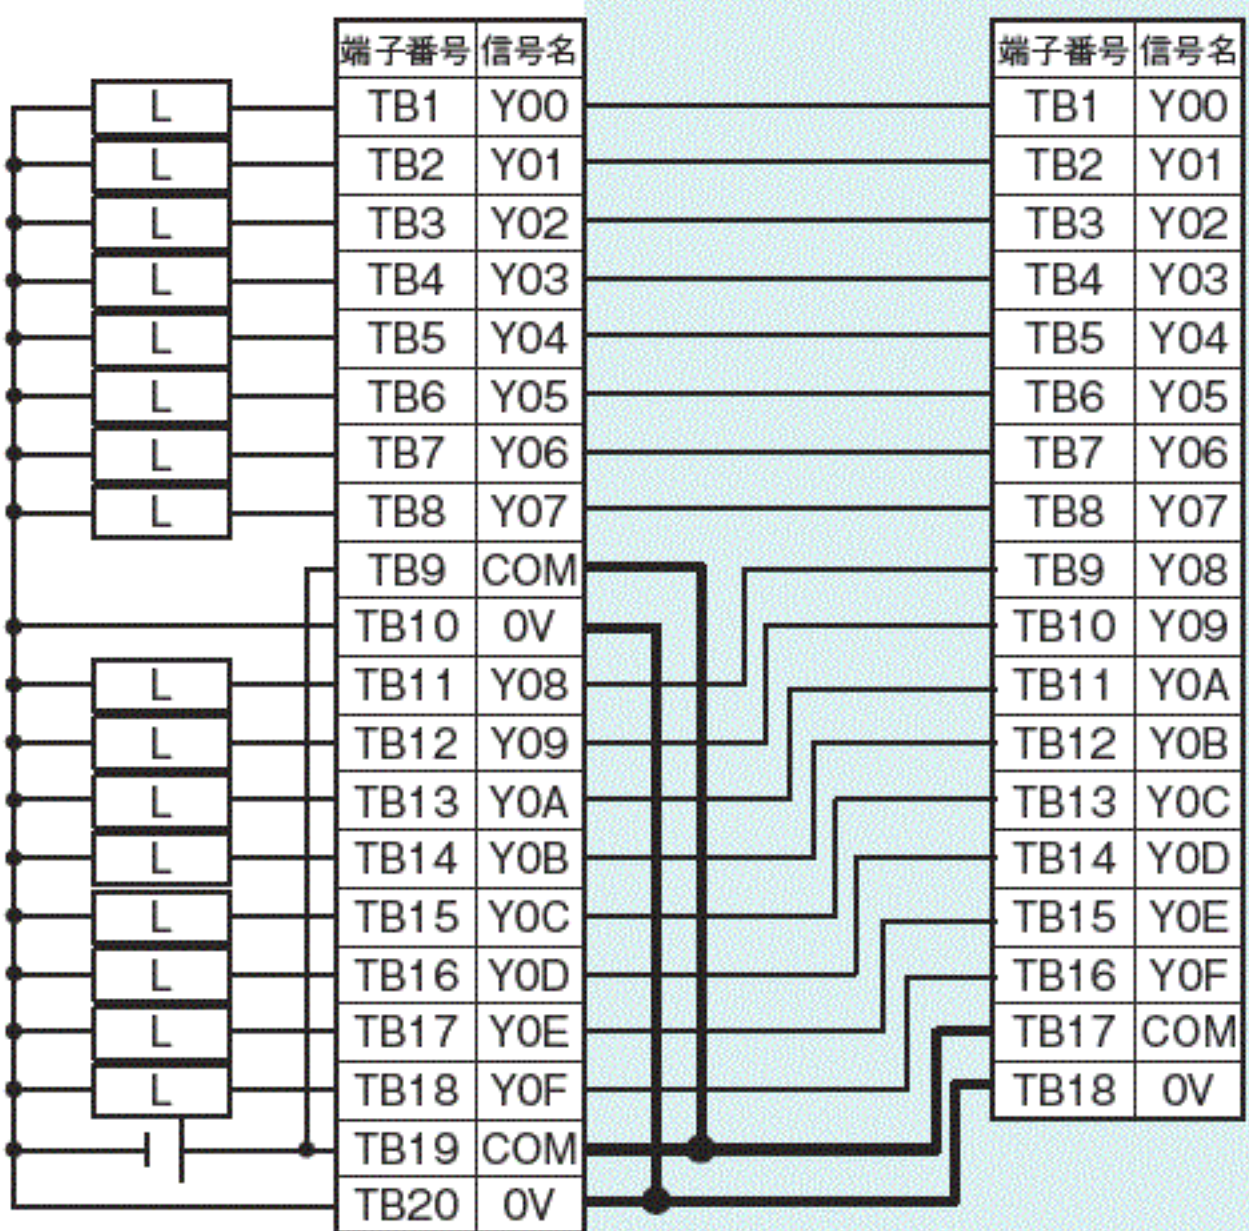 端子番号 信号名 端子番号 信号名
L TB1 Y00 TB1 Y00
L TB2 Y01 TB2 Y01
L TB3 Y02 TB3 Y02
L TB4 Y03 TB4 Y03
L TB5 Y04 TB5 Y04
L TB6 Y05 TB6 Y05
L TB7 Y06 TB7 Y06
L TB8 Y07 TB8 Y07
TB9 COM TB9 Y08
TB10 0V TB10 Y09
L TB11 Y08 TB11 Y0A
L TB12 Y09 TB12 Y0B
L TB13 Y0A TB13 Y0C
L TB14 Y0B TB14 Y0D
L TB15 Y0C TB15 Y0E
L TB16 Y0D TB16 Y0F
L TB17 Y0E TB17 COM
L TB18 Y0F TB18 0V
TB19 COM
TB20 0V